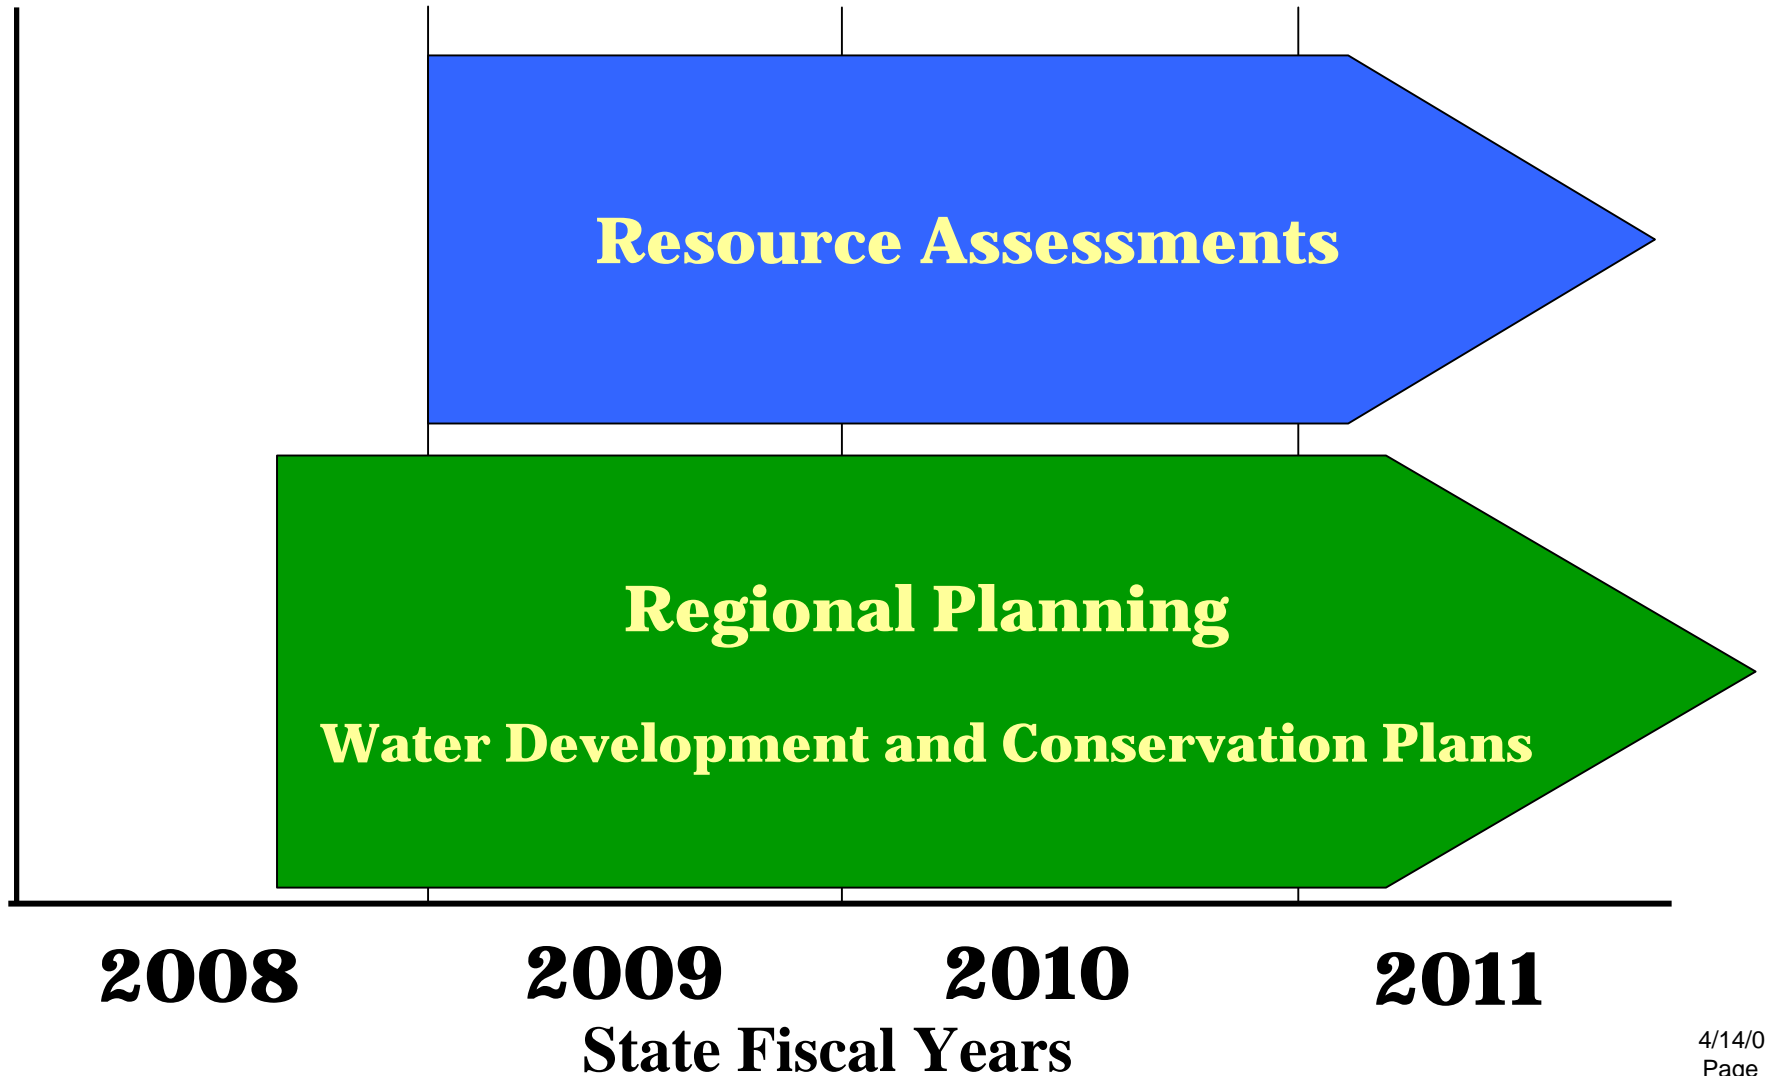 Resource Assessments
Regional Planning
Water Development and Conservation Plans
2008 2009 2010 2011
State Fiscal Years
4/14/0
Page